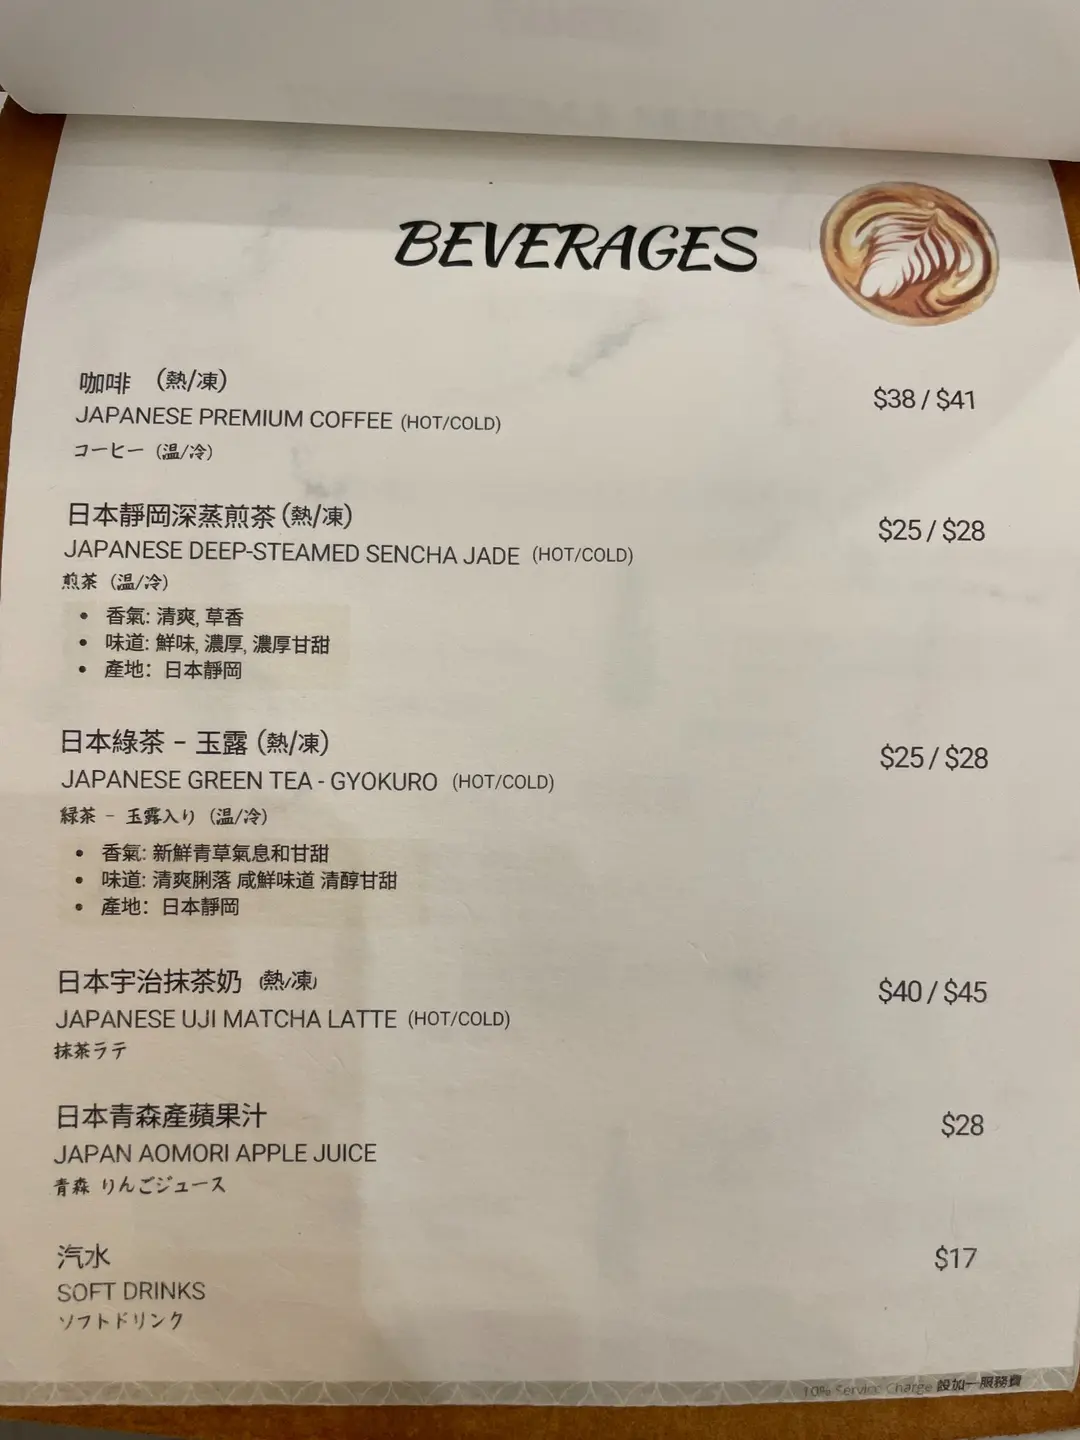 BEVERAGES
咖啡 (熱/凍)
$38 / $41
JAPANESE PREMIUM COFFEE (HOT/COLD)
コーヒー (温/冷)
日本靜岡深蒸煎茶 (熱/凍)
$25 / $28
JAPANESE DEEP-STEAMED SENCHA JADE (HOT/COLD)
煎茶 (温/冷)
• 香氣: 清爽, 草香
• 味道: 鮮味, 濃厚, 濃厚甘甜
• 產地: 日本靜岡
日本綠茶 - 玉露 (熱/凍)
$25 / $28
JAPANESE GREEN TEA - GYOKURO (HOT/COLD)
緑茶 - 玉露入り (温/冷)
• 香氣: 新鮮青草氣息和甘甜
• 味道: 清爽脷落 咸鮮味道 清醇甘甜
• 產地: 日本靜岡
日本宇治抹茶奶 (熱/凍)
$40 / $45
JAPANESE UJI MATCHA LATTE (HOT/COLD)
抹茶ラテ
日本青森產蘋果汁
$28
JAPAN AOMORI APPLE JUICE
青森 りんごジュース
汽水
$17
SOFT DRINKS
ソフトドリンク
10% Service Charge 設加一服務費